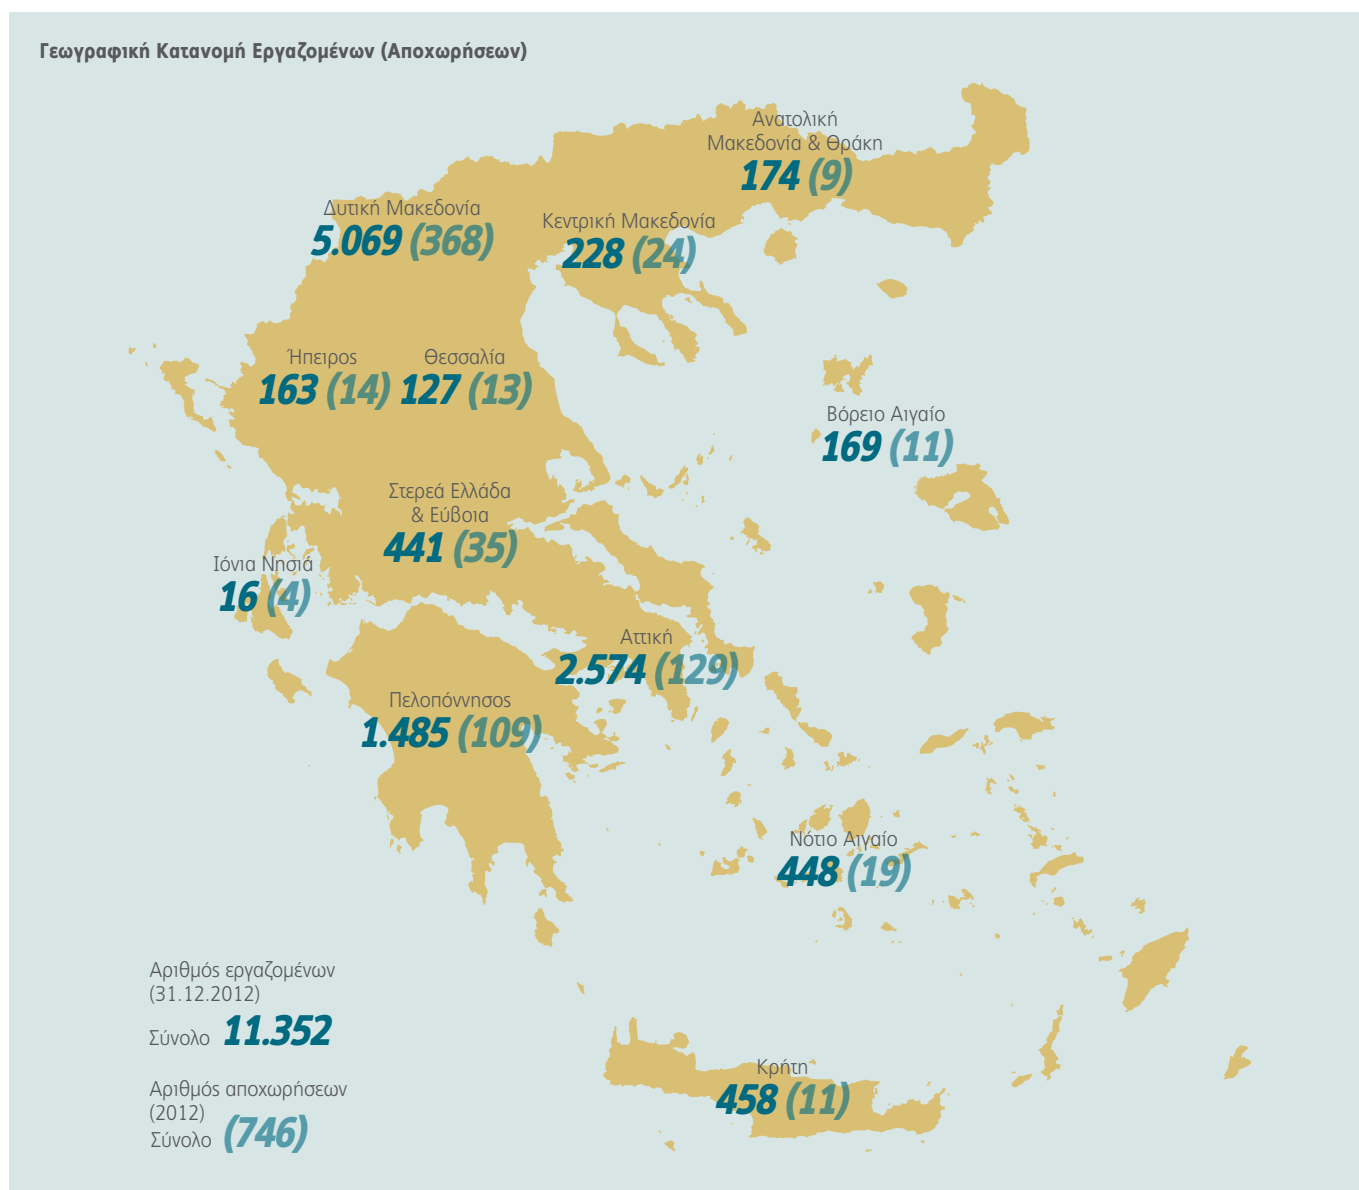 Γεωγραφική Κατανομή Εργαζομένων (Αποχωρήσεων)
Ανατολική
Μακεδονία & Θράκη
174 (9)
Δυτική Μακεδονία
5.069 (368)
Κεντρική Μακεδονία
228 (24)
Ήπειρος
163 (14)
Θεσσαλία
127 (13)
Βόρειο Αιγαίο
169 (11)
Στερεά Ελλάδα
& Εύβοια
441 (35)
Ιόνια Νησιά
16 (4)
Αττική
2.574 (129)
Πελοπόννησος
1.485 (109)
Νότιο Αιγαίο
448 (19)
Αριθμός εργαζομένων
(31.12.2012)
Σύνολο 11.352
Κρήτη
458 (11)
Αριθμός αποχωρήσεων
(2012)
Σύνολο (746)